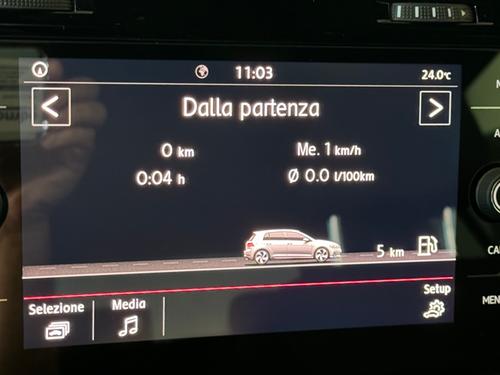 11:03
24.0°C
< Dalla partenza >
0 km
Me. 1 km/h
0:04 h
Ø 0.0 l/100km
5 km
Selezione
Media
Setup
MEN